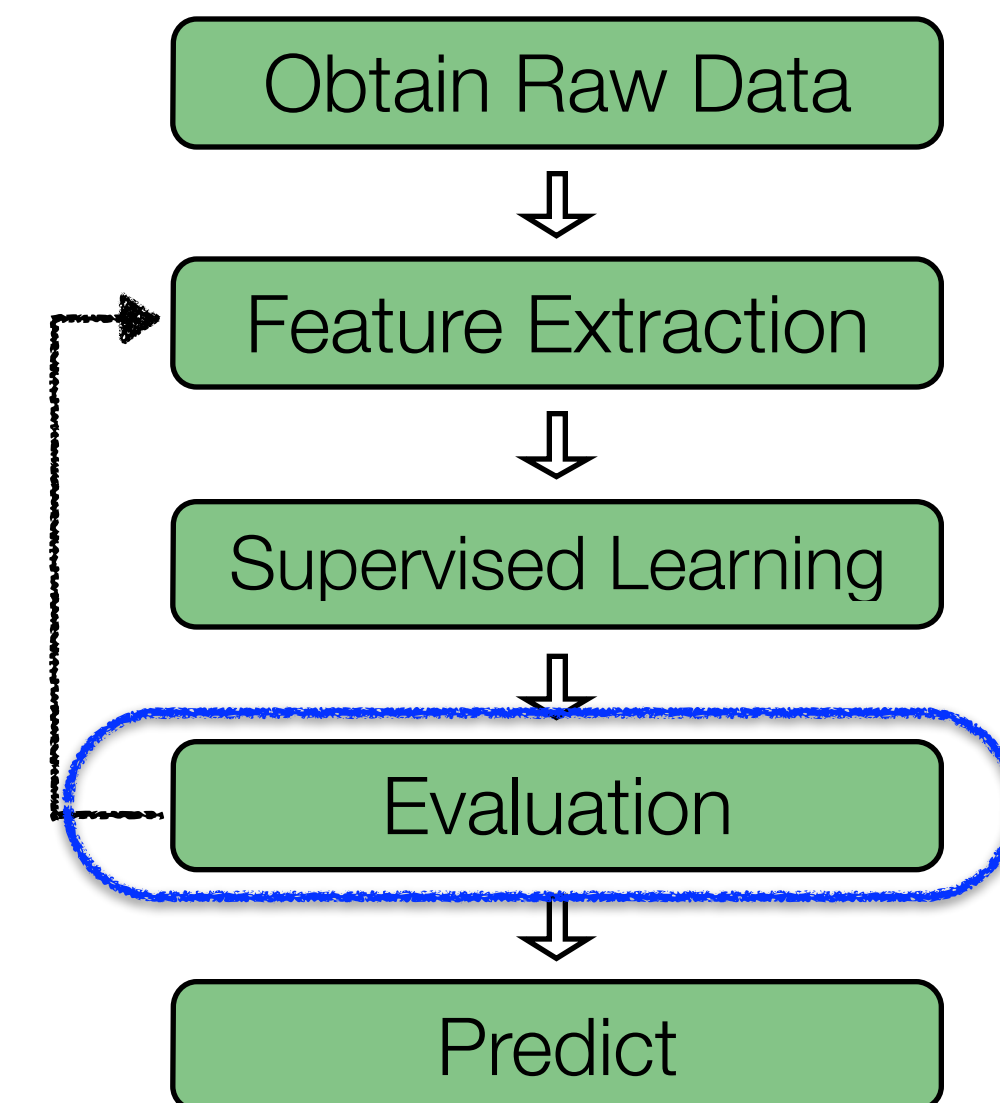 Obtain Raw Data
Feature Extraction
Supervised Learning
Evaluation
Predict